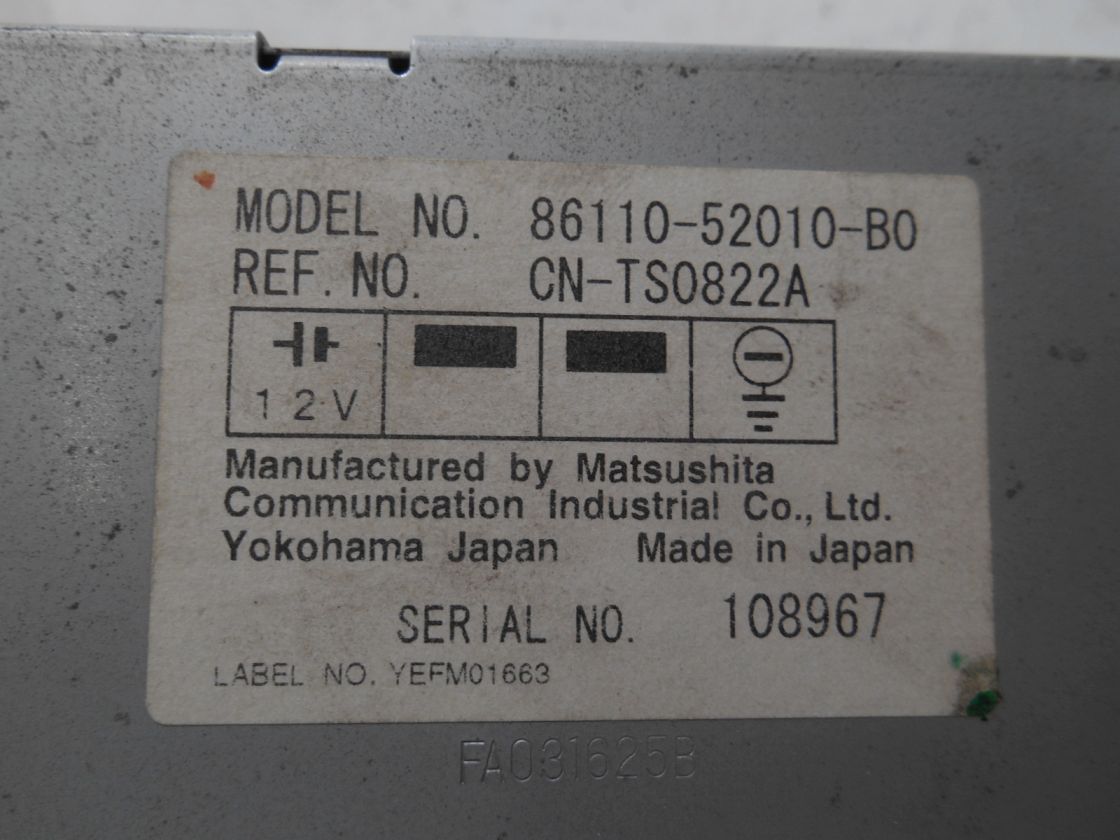 MODEL NO. 86110-52010-B0
REF. NO. CN-TS0822A
12V
Manufactured by Matsushita
Communication Industrial Co., Ltd.
Yokohama Japan Made in Japan
SERIAL NO. 108967
LABEL NO. YEFM01663
FA031625B